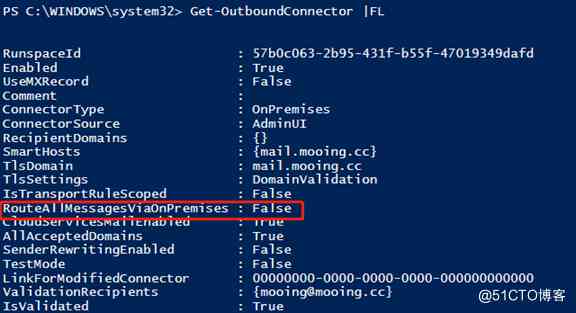 PS C:\WINDOWS\system32> Get-OutboundConnector |FL
RunspaceId : 57b0c063-2b95-431f-b55f-47019349dafd
Enabled : True
UseMXRecord : False
Comment :
ConnectorType : OnPremises
ConnectorSource : AdminUI
RecipientDomains : {}
SmartHosts : {mail.mooing.cc}
TlsDomain : mail.mooing.cc
TlsSettings : DomainValidation
IsTransportRuleScoped : False
RouteAllMessagesViaOnPremises : False
CloudServicesMailEnabled : True
AllAcceptedDomains : True
SenderRewritingEnabled : False
TestMode : False
LinkForModifiedConnector : 00000000-0000-0000-0000-000000000000
ValidationRecipients : {mooing@mooing.cc}
IsValidated : True
@51CTO博客